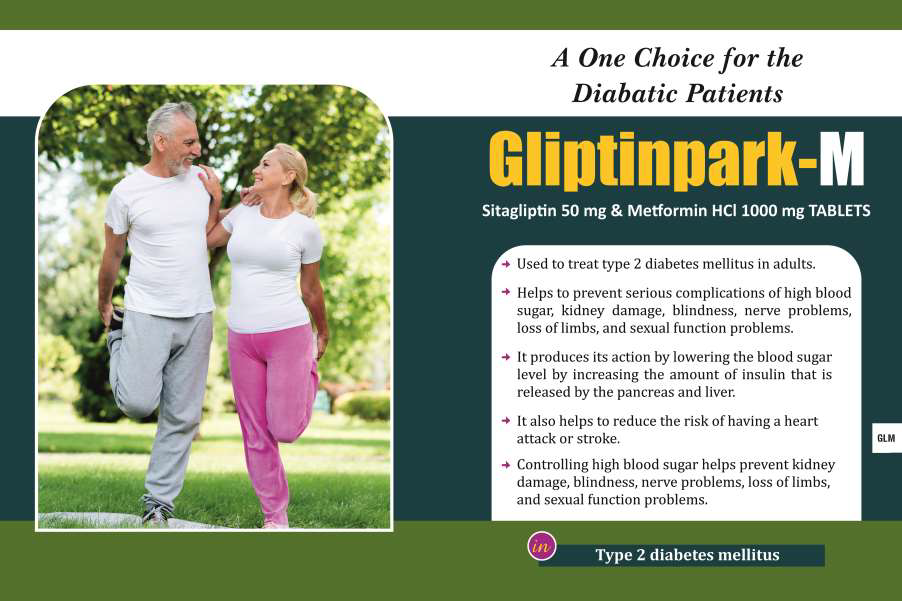 A One Choice for the
Diabatic Patients
Gliptinpark-M
Sitagliptin 50 mg & Metformin HCl 1000 mg TABLETS
Used to treat type 2 diabetes mellitus in adults.
Helps to prevent serious complications of high blood
sugar, kidney damage, blindness, nerve problems,
loss of limbs, and sexual function problems.
It produces its action by lowering the blood sugar
level by increasing the amount of insulin that is
released by the pancreas and liver.
It also helps to reduce the risk of having a heart
attack or stroke.
Controlling high blood sugar helps prevent kidney
damage, blindness, nerve problems, loss of limbs,
and sexual function problems.
GLM
in
Type 2 diabetes mellitus